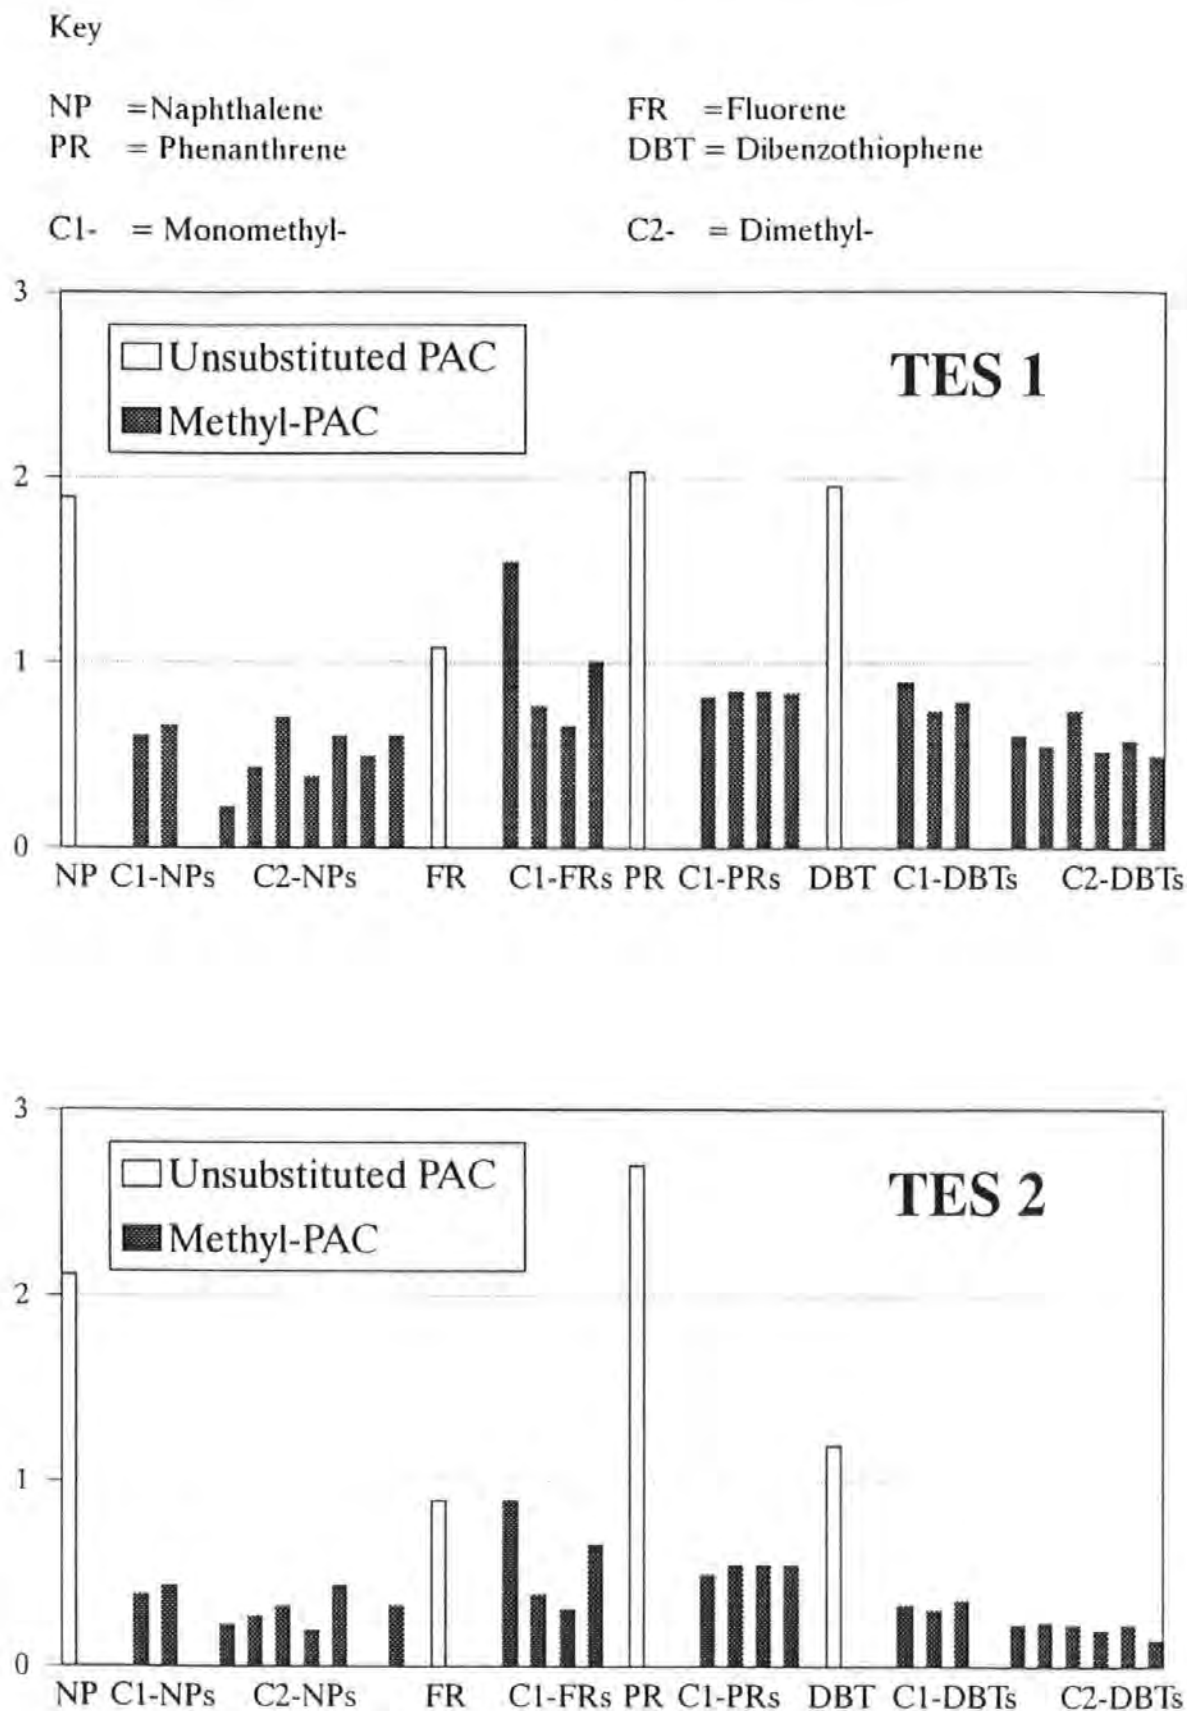 Key
NP =Naphthalene FR =Fluorene
PR = Phenanthrene DBT = Dibenzothiophene
C1- = Monomethyl- C2- = Dimethyl-
3
Unsubstituted PAC
TES 1
Methyl-PAC
2
1
0
NP C1-NPs C2-NPs FR C1-FRs PR C1-PRs DBT C1-DBTs C2-DBTs
3
Unsubstituted PAC
TES 2
Methyl-PAC
2
1
0
NP C1-NPs C2-NPs FR C1-FRs PR C1-PRs DBT C1-DBTs C2-DBTs